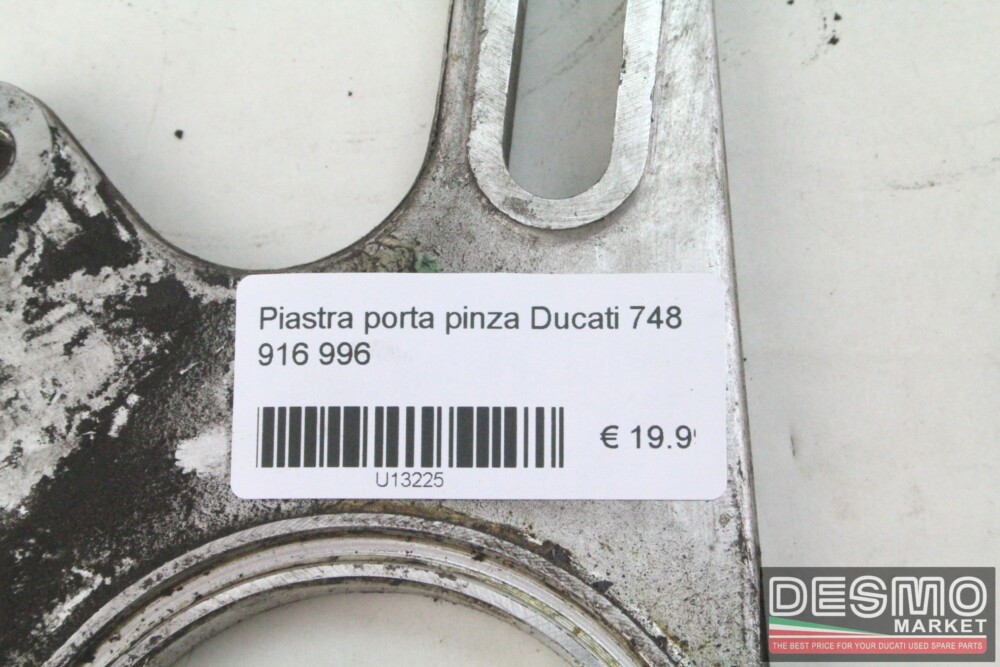 Piastra porta pinza Ducati 748
916 996
€ 19.9
U13225
DESMO
MARKET
THE BEST PRICE FOR YOUR DUCATI USED SPARE PARTS